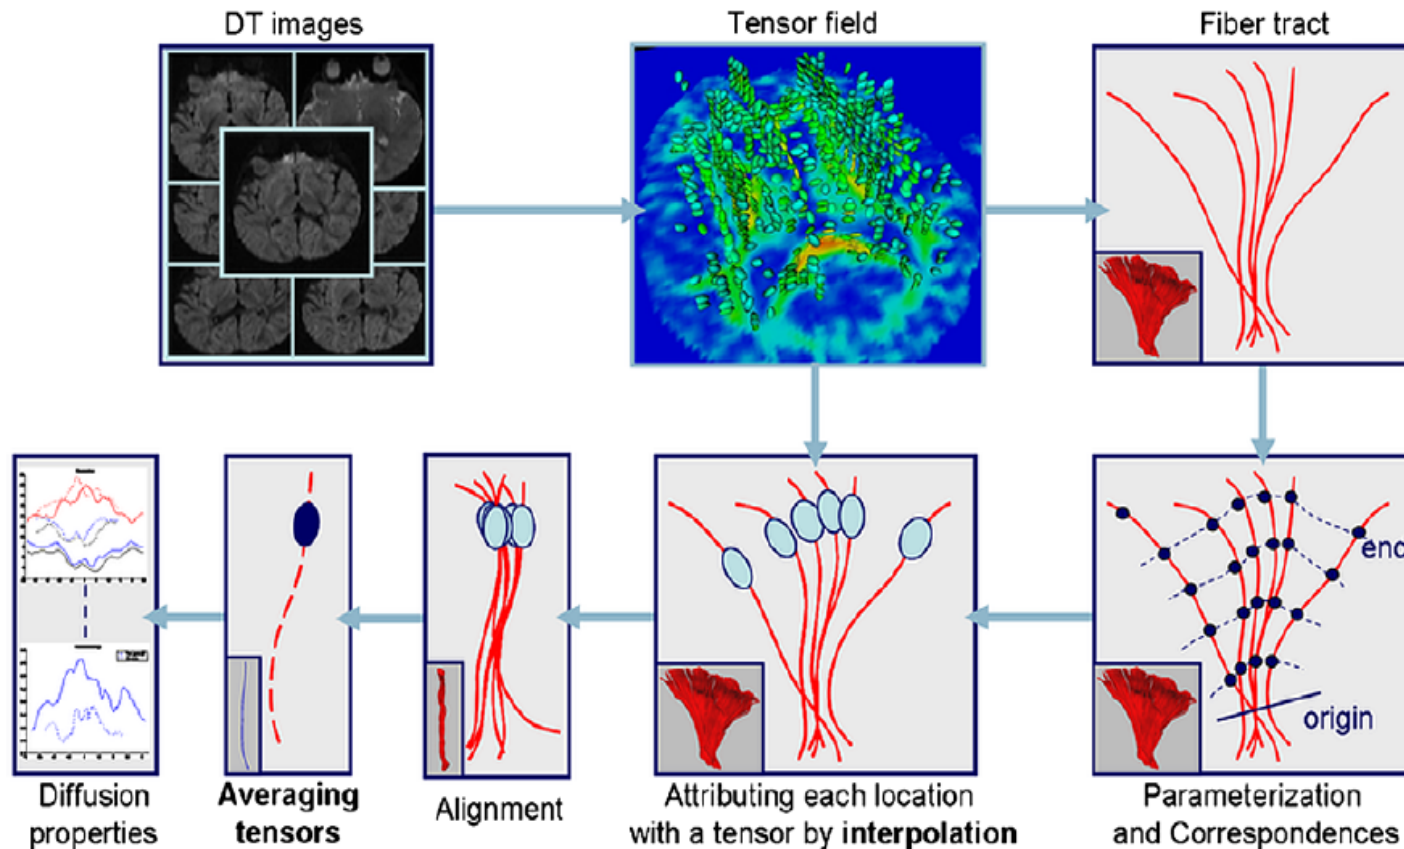 DT images
Tensor field
Fiber tract
end
origin
Diffusion
properties
Averaging
tensors
Alignment
Attributing each location
with a tensor by interpolation
Parameterization
and Correspondences